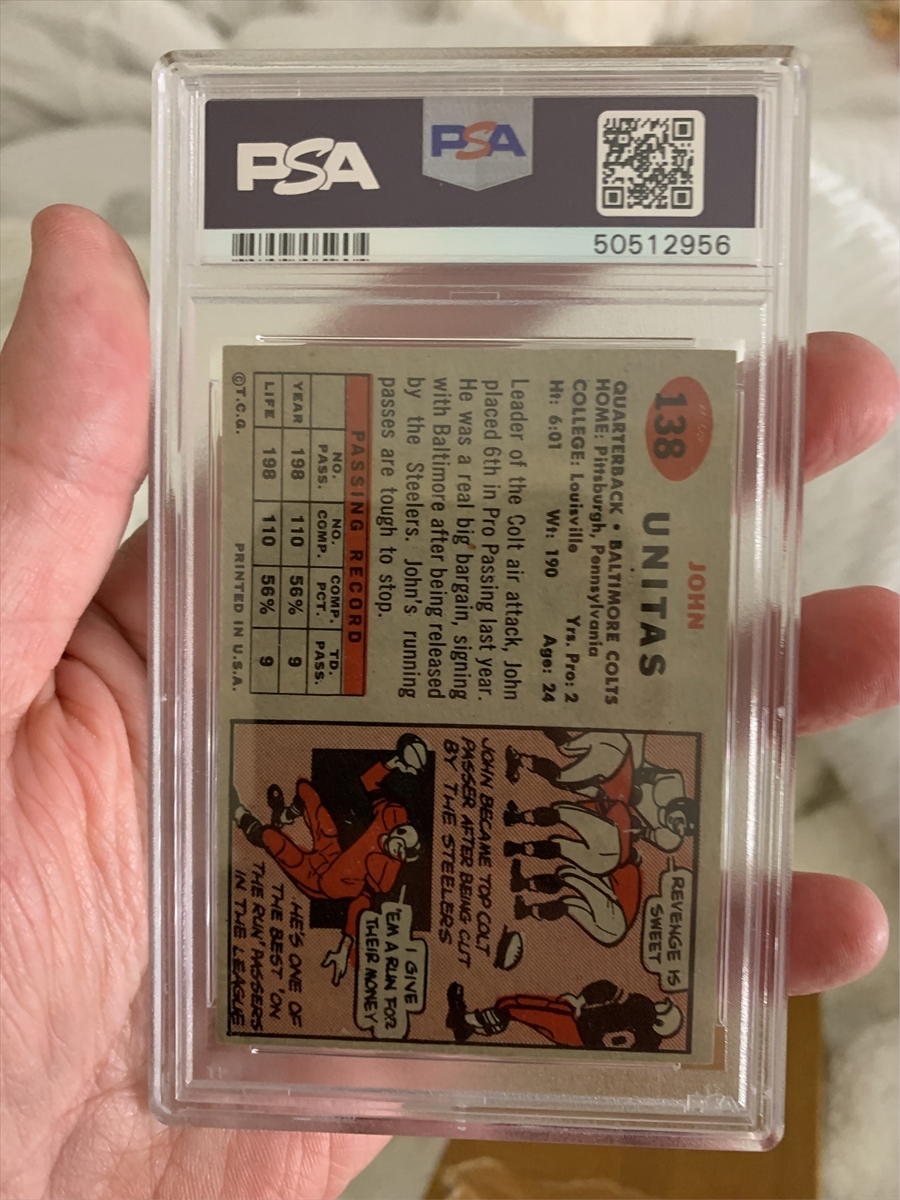 PSA
PSA
50512956
138
JOHN
UNITAS
QUARTERBACK • BALTIMORE COLTS
HOME: Pittsburgh, Pennsylvania
COLLEGE: Louisville Yrs. Pro: 2
Ht: 6:01 Wt: 190 Age: 24
Leader of the Colt air attack, John
placed 6th in Pro Passing last year.
He was a real big bargain, signing
with Baltimore after being released
by the Steelers. John's running
passes are tough to stop.
PASSING RECORD
NO. PASS. NO. COMP. COMP. PCT. TD. PASS.
YEAR 198 110 56% 9
LIFE 198 110 56% 9
©T.C.G. PRINTED IN U.S.A.
REVENGE IS
SWEET
JOHN BECAME TOP COLT
PASSER AFTER BEING CUT
BY THE STEELERS
I GIVE
'EM A RUN FOR
THEIR MONEY
HE'S ONE OF
THE BEST 'ON
THE RUN' PASSERS
IN THE LEAGUE